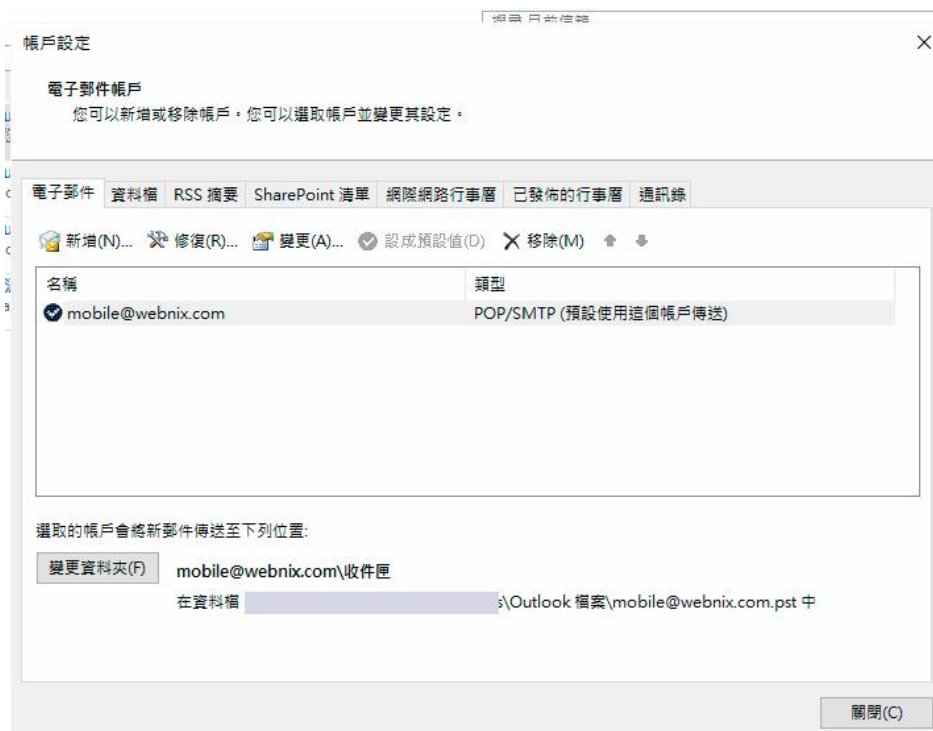 搜尋 目前信箱
帳戶設定
電子郵件帳戶
您可以新增或移除帳戶。您可以選取帳戶並變更其設定。
電子郵件 資料檔 RSS 摘要 SharePoint 清單 網際網路行事曆 已發佈的行事曆 通訊錄
新增(N)... 修復(R)... 變更(A)... 設成預設值(D) 移除(M)
名稱 類型
mobile@webnix.com POP/SMTP (預設使用這個帳戶傳送)
選取的帳戶會將新郵件傳送至下列位置:
變更資料夾(F) mobile@webnix.com\收件匣
在資料檔 s\Outlook 檔案\mobile@webnix.com.pst 中
關閉(C)